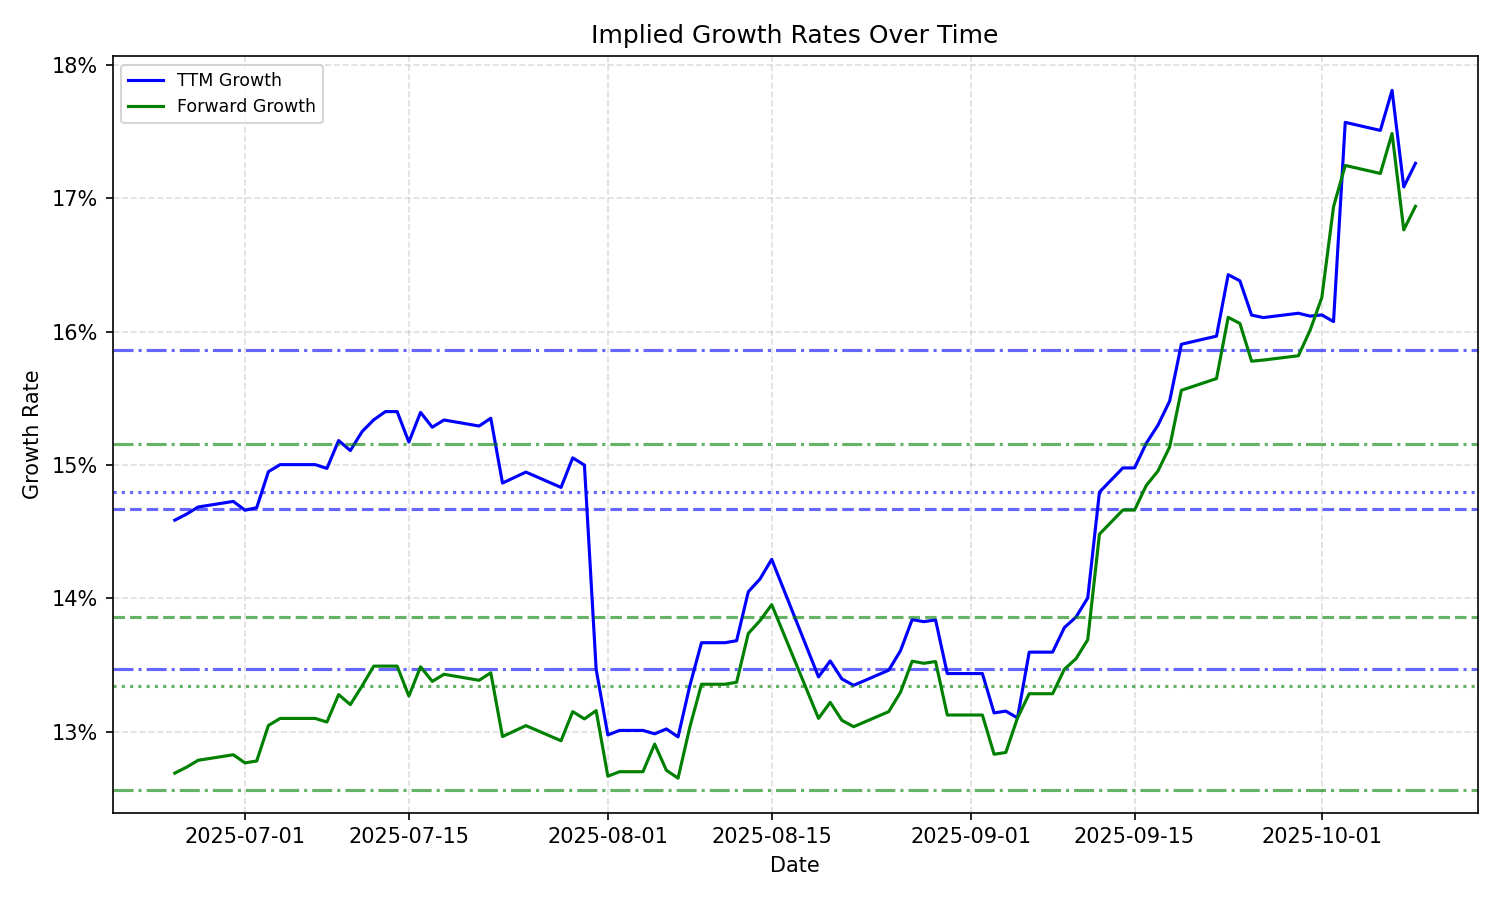 Implied Growth Rates Over Time
TTM Growth
Forward Growth
18%
17%
16%
15%
14%
13%
Growth Rate
2025-07-01
2025-07-15
2025-08-01
2025-08-15
2025-09-01
2025-09-15
2025-10-01
Date